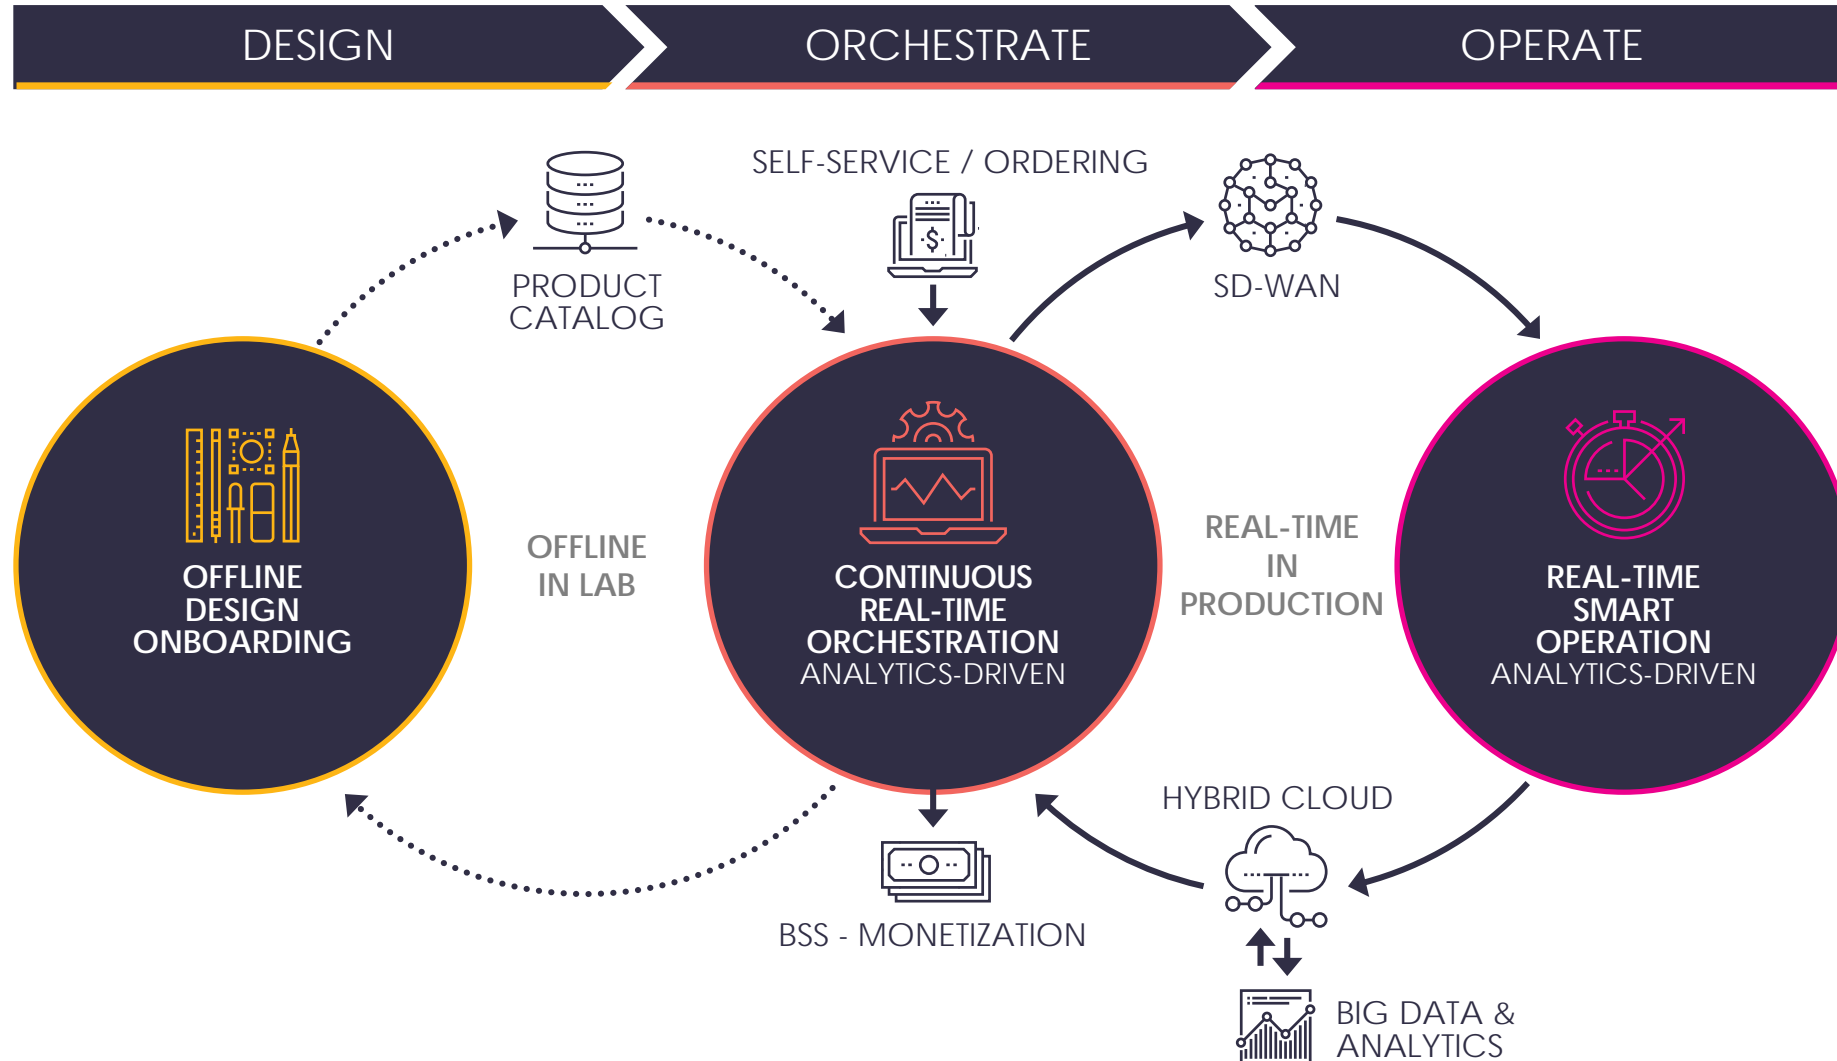 DESIGN
ORCHESTRATE
OPERATE
SELF-SERVICE / ORDERING
$
PRODUCT
CATALOG
SD-WAN
OFFLINE
DESIGN
ONBOARDING
OFFLINE
IN LAB
CONTINUOUS
REAL-TIME
ORCHESTRATION
ANALYTICS-DRIVEN
REAL-TIME
IN
PRODUCTION
REAL-TIME
SMART
OPERATION
ANALYTICS-DRIVEN
HYBRID CLOUD
BSS - MONETIZATION
BIG DATA &
ANALYTICS